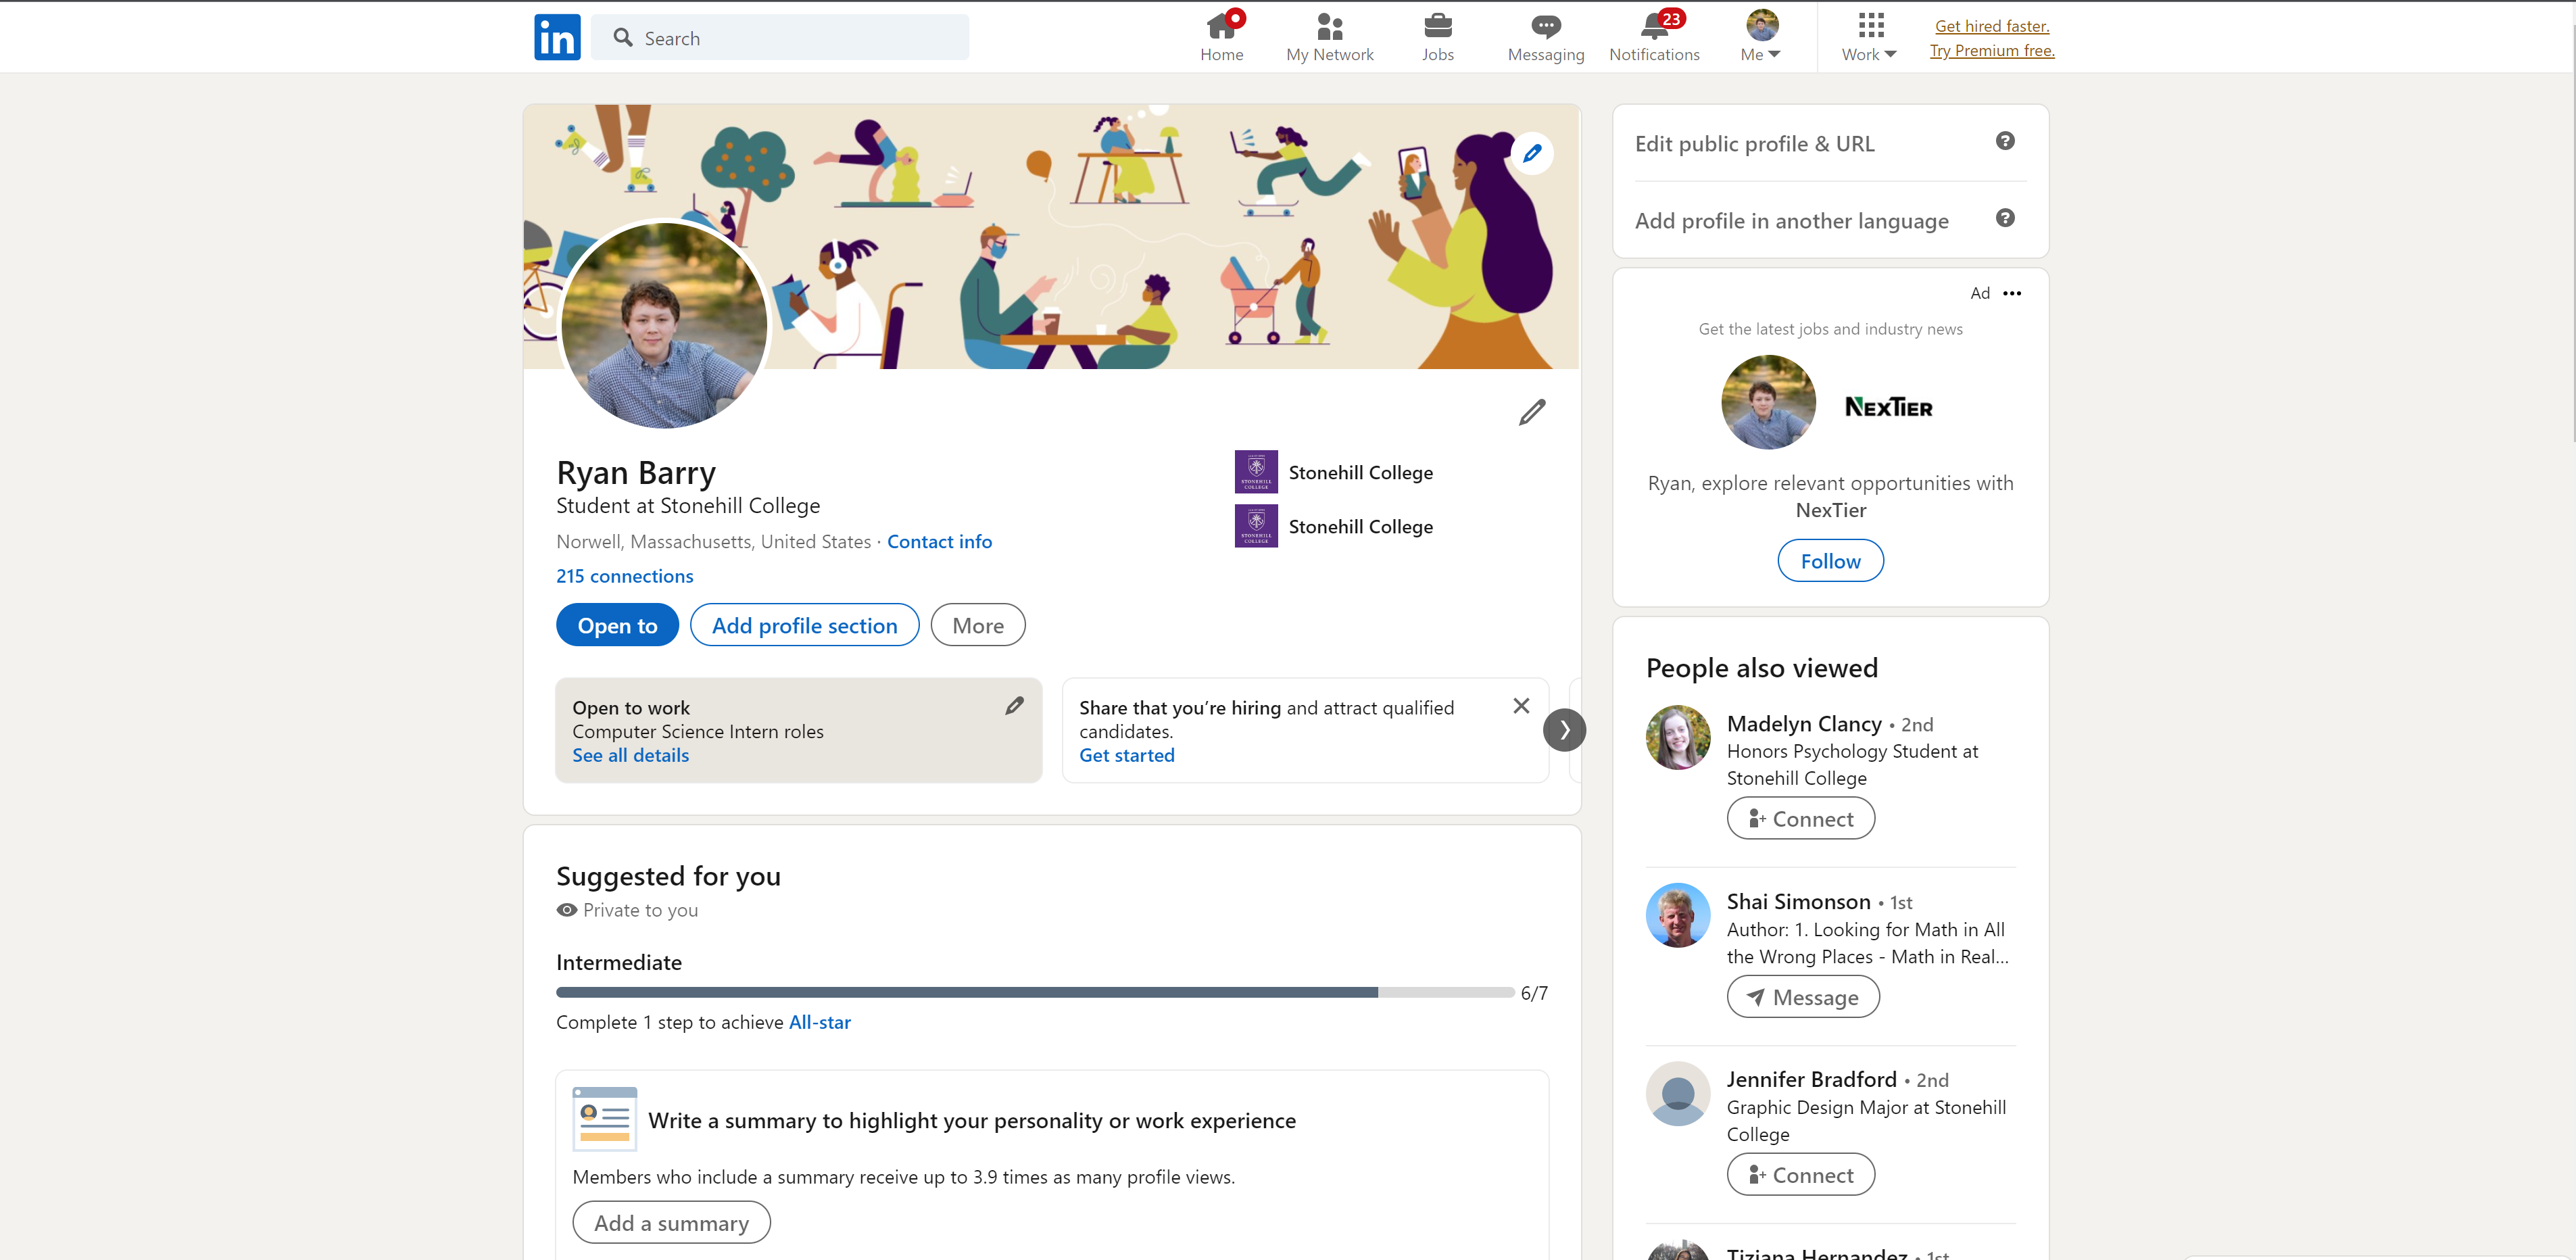 in
Search
Home
My Network
Jobs
Messaging
23
Notifications
Me
Work
Get hired faster.
Try Premium free.
Ryan Barry
Student at Stonehill College
Norwell, Massachusetts, United States · Contact info
215 connections
Stonehill College
Stonehill College
Open to
Add profile section
More
Open to work
Computer Science Intern roles
See all details
Share that you’re hiring and attract qualified
candidates.
Get started
Suggested for you
Private to you
Intermediate
6/7
Complete 1 step to achieve All-star
Write a summary to highlight your personality or work experience
Members who include a summary receive up to 3.9 times as many profile views.
Add a summary
Edit public profile & URL
Add profile in another language
Ad
Get the latest jobs and industry news
NEXTIER
Ryan, explore relevant opportunities with
NexTier
Follow
People also viewed
Madelyn Clancy • 2nd
Honors Psychology Student at
Stonehill College
Connect
Shai Simonson • 1st
Author: 1. Looking for Math in All
the Wrong Places - Math in Real...
Message
Jennifer Bradford • 2nd
Graphic Design Major at Stonehill
College
Connect
Tiziana Hernandez • 1st